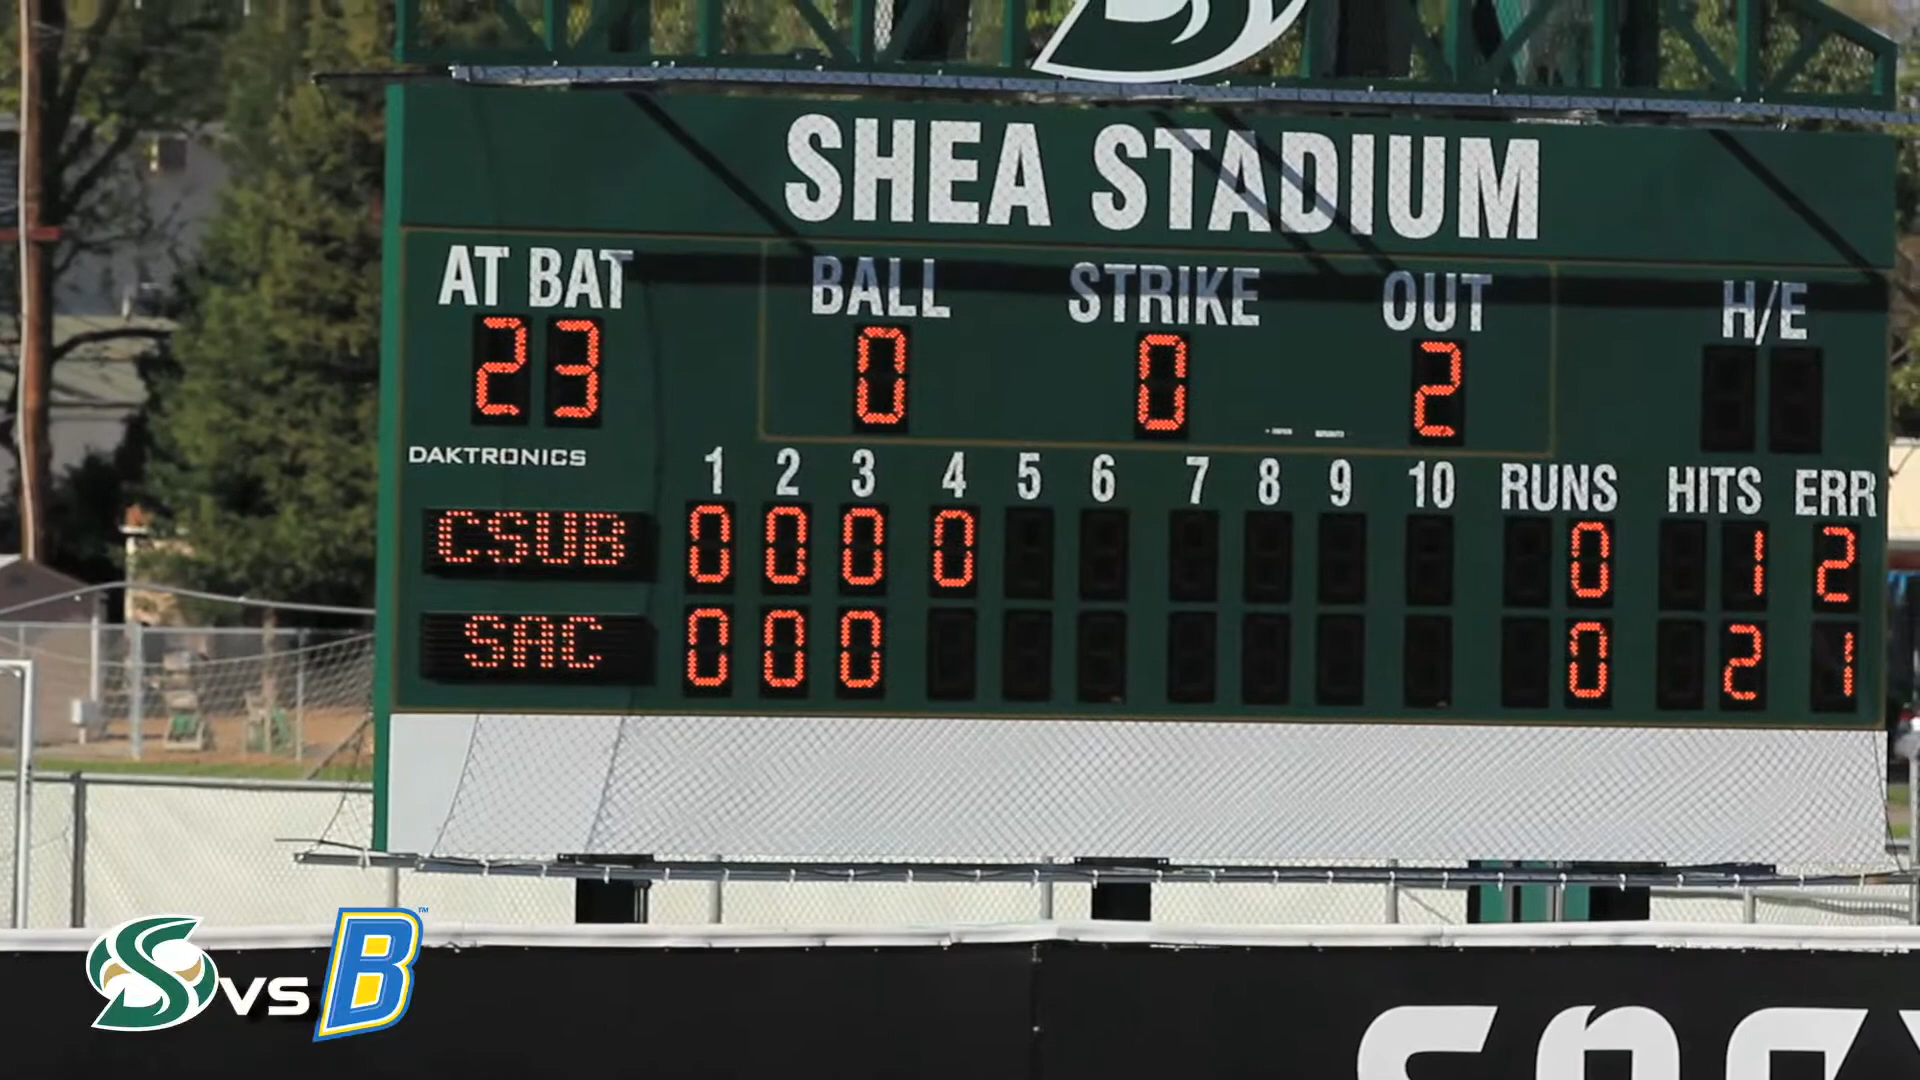 SHEA STADIUM
AT BAT BALL STRIKE OUT H/E
23 0 0 2
DAKTRONICS
1 2 3 4 5 6 7 8 9 10 RUNS HITS ERR
CSUB 0 0 0 0 0 1 2
SAC 0 0 0 0 2 1
S VS B™